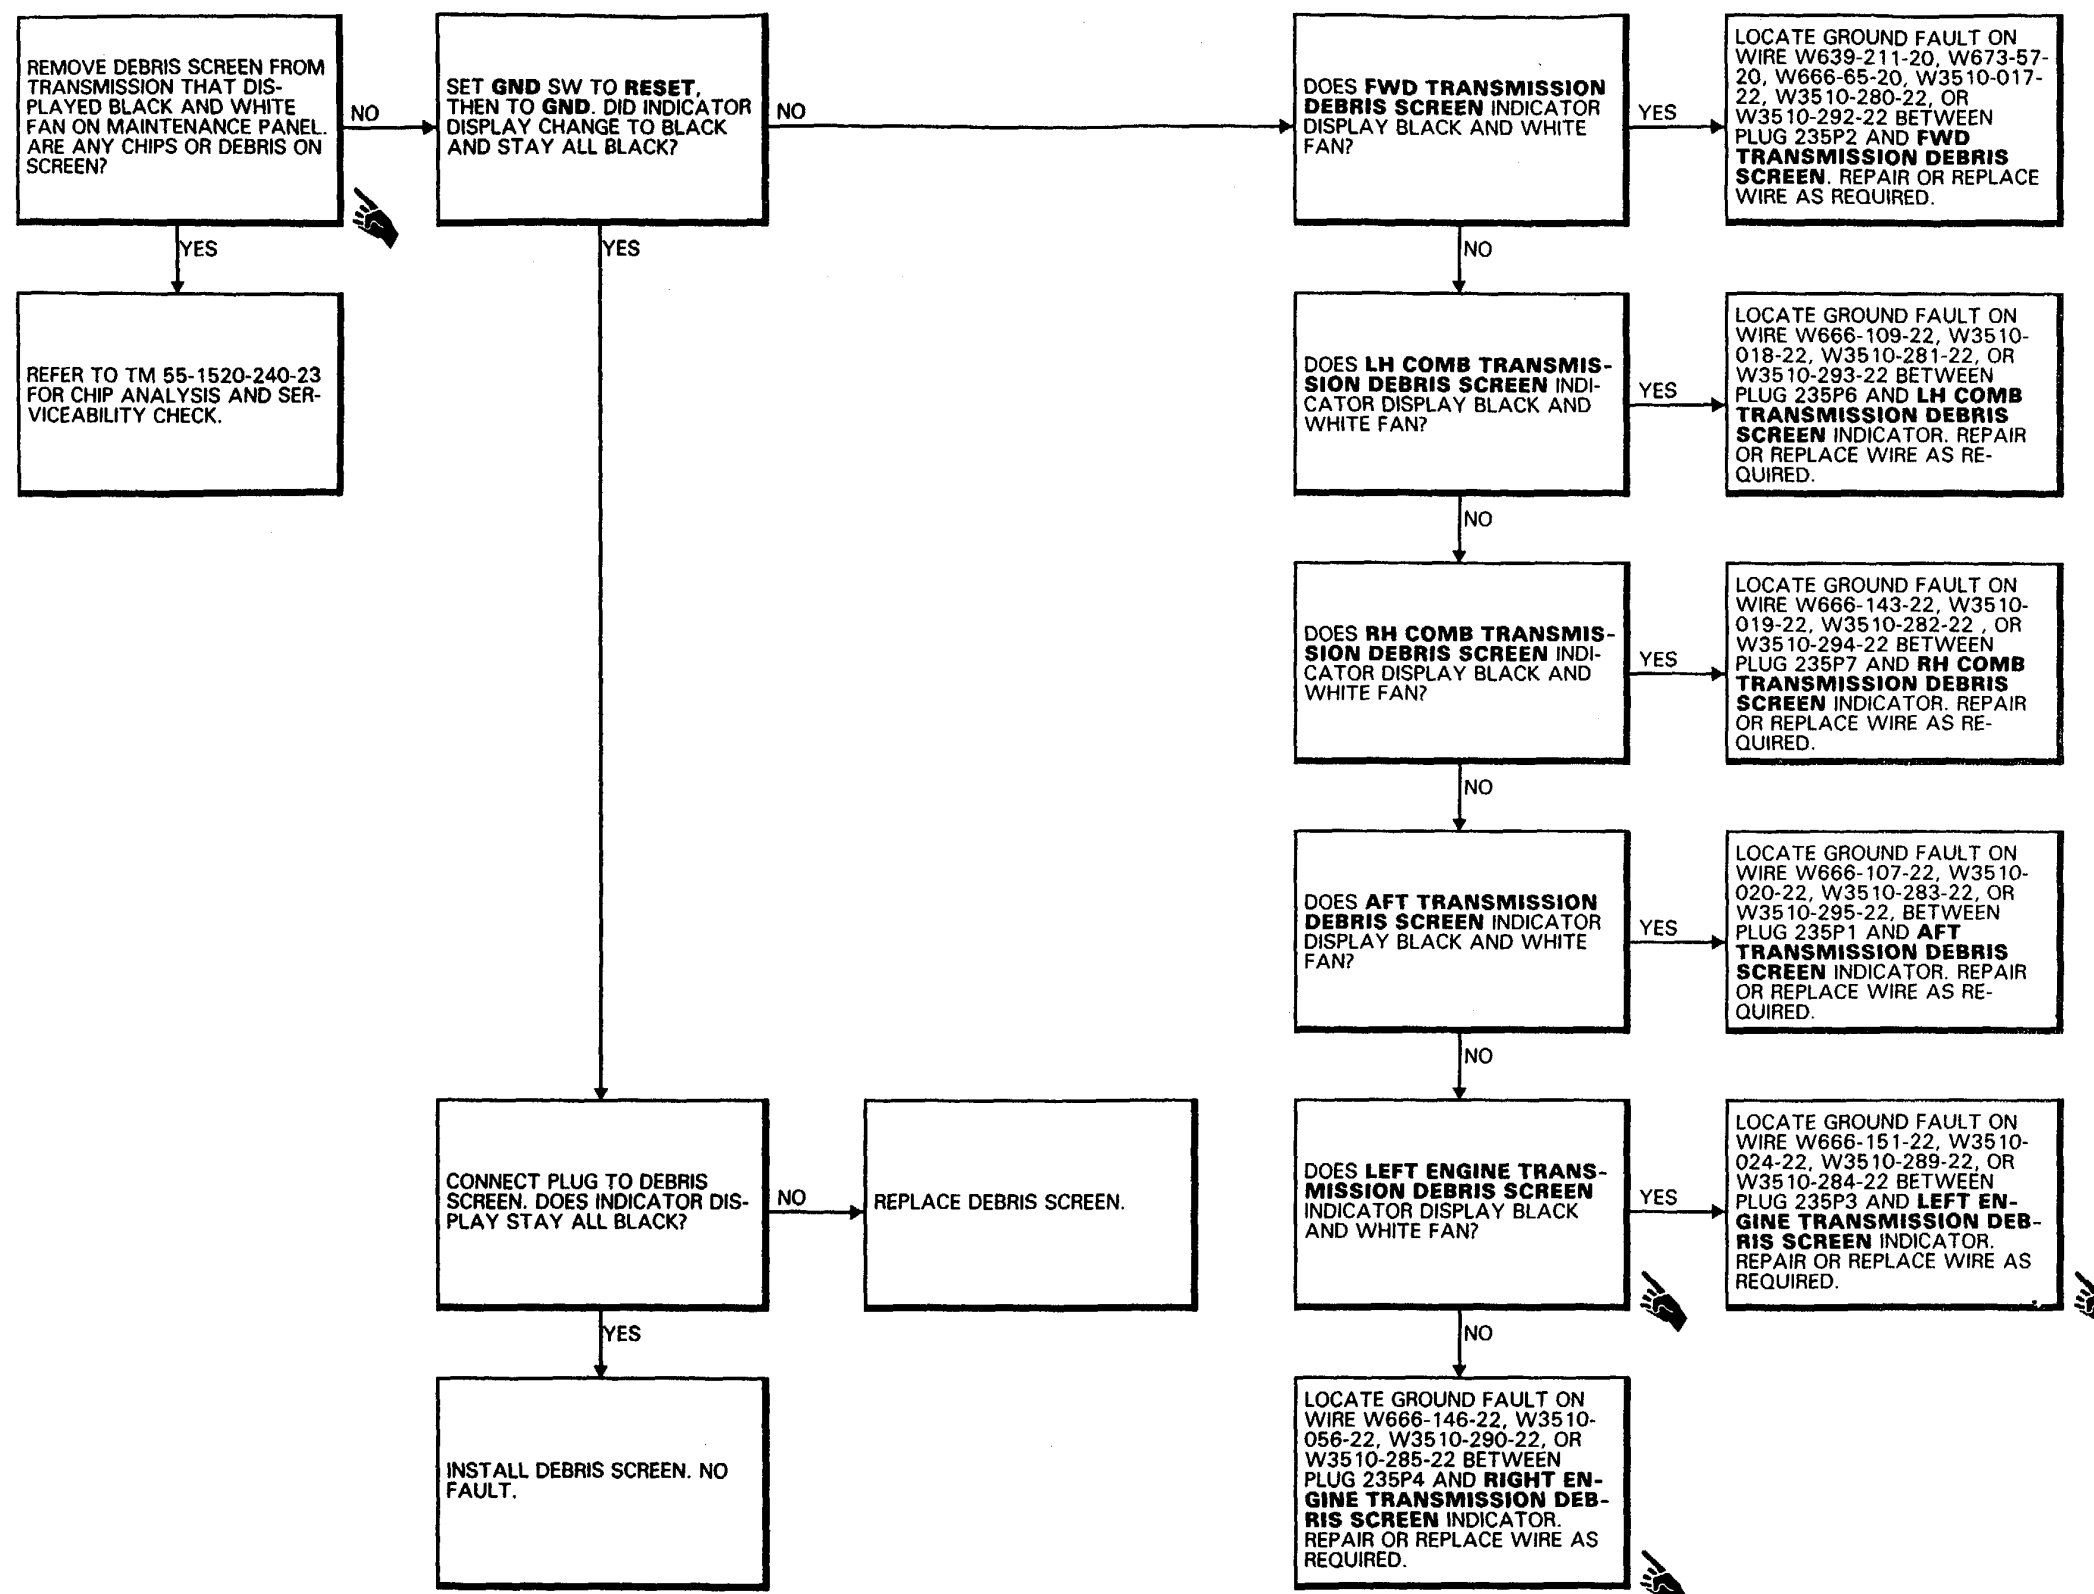 REMOVE DEBRIS SCREEN FROM
TRANSMISSION THAT DIS-
PLAYED BLACK AND WHITE
FAN ON MAINTENANCE PANEL.
ARE ANY CHIPS OR DEBRIS ON
SCREEN?
NO
YES
REFER TO TM 55-1520-240-23
FOR CHIP ANALYSIS AND SER-
VICEABILITY CHECK.
SET GND SW TO RESET,
THEN TO GND. DID INDICATOR
DISPLAY CHANGE TO BLACK
AND STAY ALL BLACK?
NO
YES
CONNECT PLUG TO DEBRIS
SCREEN. DOES INDICATOR DIS-
PLAY STAY ALL BLACK?
NO
REPLACE DEBRIS SCREEN.
YES
INSTALL DEBRIS SCREEN. NO
FAULT.
DOES FWD TRANSMISSION
DEBRIS SCREEN INDICATOR
DISPLAY BLACK AND WHITE
FAN?
YES
LOCATE GROUND FAULT ON
WIRE W639-211-20, W673-57-
20, W666-65-20, W3510-017-
22, W3510-280-22, OR
W3510-292-22 BETWEEN
PLUG 235P2 AND FWD
TRANSMISSION DEBRIS
SCREEN. REPAIR OR REPLACE
WIRE AS REQUIRED.
NO
DOES LH COMB TRANSMIS-
SION DEBRIS SCREEN INDI-
CATOR DISPLAY BLACK AND
WHITE FAN?
YES
LOCATE GROUND FAULT ON
WIRE W666-109-22, W3510-
018-22, W3510-281-22, OR
W3510-293-22 BETWEEN
PLUG 235P6 AND LH COMB
TRANSMISSION DEBRIS
SCREEN INDICATOR. REPAIR
OR REPLACE WIRE AS RE-
QUIRED.
NO
DOES RH COMB TRANSMIS-
SION DEBRIS SCREEN INDI-
CATOR DISPLAY BLACK AND
WHITE FAN?
YES
LOCATE GROUND FAULT ON
WIRE W666-143-22, W3510-
019-22, W3510-282-22 , OR
W3510-294-22 BETWEEN
PLUG 235P7 AND RH COMB
TRANSMISSION DEBRIS
SCREEN INDICATOR. REPAIR
OR REPLACE WIRE AS RE-
QUIRED.
NO
DOES AFT TRANSMISSION
DEBRIS SCREEN INDICATOR
DISPLAY BLACK AND WHITE
FAN?
YES
LOCATE GROUND FAULT ON
WIRE W666-107-22, W3510-
020-22, W3510-283-22, OR
W3510-295-22, BETWEEN
PLUG 235P1 AND AFT
TRANSMISSION DEBRIS
SCREEN INDICATOR. REPAIR
OR REPLACE WIRE AS RE-
QUIRED.
NO
DOES LEFT ENGINE TRANS-
MISSION DEBRIS SCREEN
INDICATOR DISPLAY BLACK
AND WHITE FAN?
YES
LOCATE GROUND FAULT ON
WIRE W666-151-22, W3510-
024-22, W3510-289-22, OR
W3510-284-22 BETWEEN
PLUG 235P3 AND LEFT EN-
GINE TRANSMISSION DEB-
RIS SCREEN INDICATOR.
REPAIR OR REPLACE WIRE AS
REQUIRED.
NO
LOCATE GROUND FAULT ON
WIRE W666-146-22, W3510-
056-22, W3510-290-22, OR
W3510-285-22 BETWEEN
PLUG 235P4 AND RIGHT EN-
GINE TRANSMISSION DEB-
RIS SCREEN INDICATOR.
REPAIR OR REPLACE WIRE AS
REQUIRED.